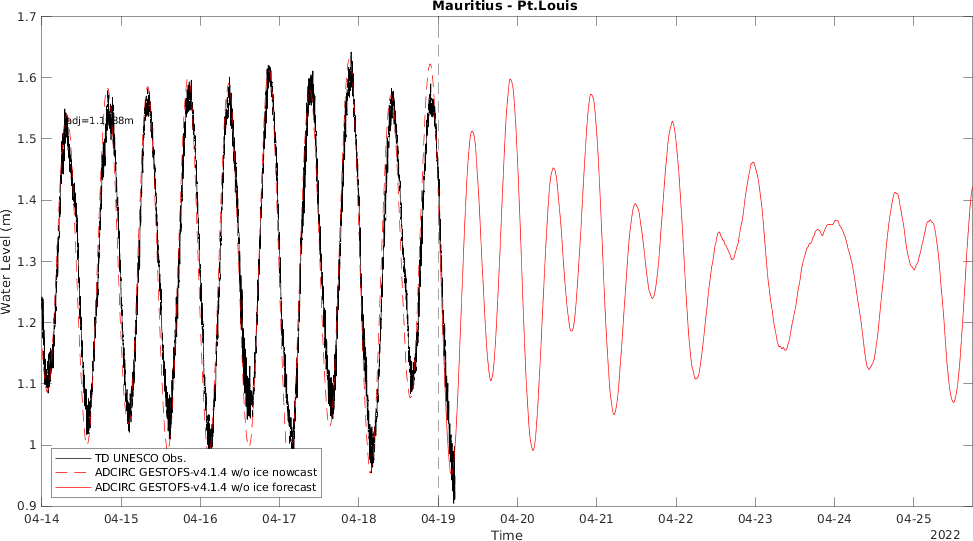 Mauritius - Pt.Louis
1.7
1.6
1.5
1.4
1.3
1.2
1.1
1
0.9
Water Level (m)
TD UNESCO Obs.
ADCIRC GESTOFS-v4.1.4 w/o ice nowcast
ADCIRC GESTOFS-v4.1.4 w/o ice forecast
04-14 04-15 04-16 04-17 04-18 04-19 04-20 04-21 04-22 04-23 04-24 04-25
Time
2022